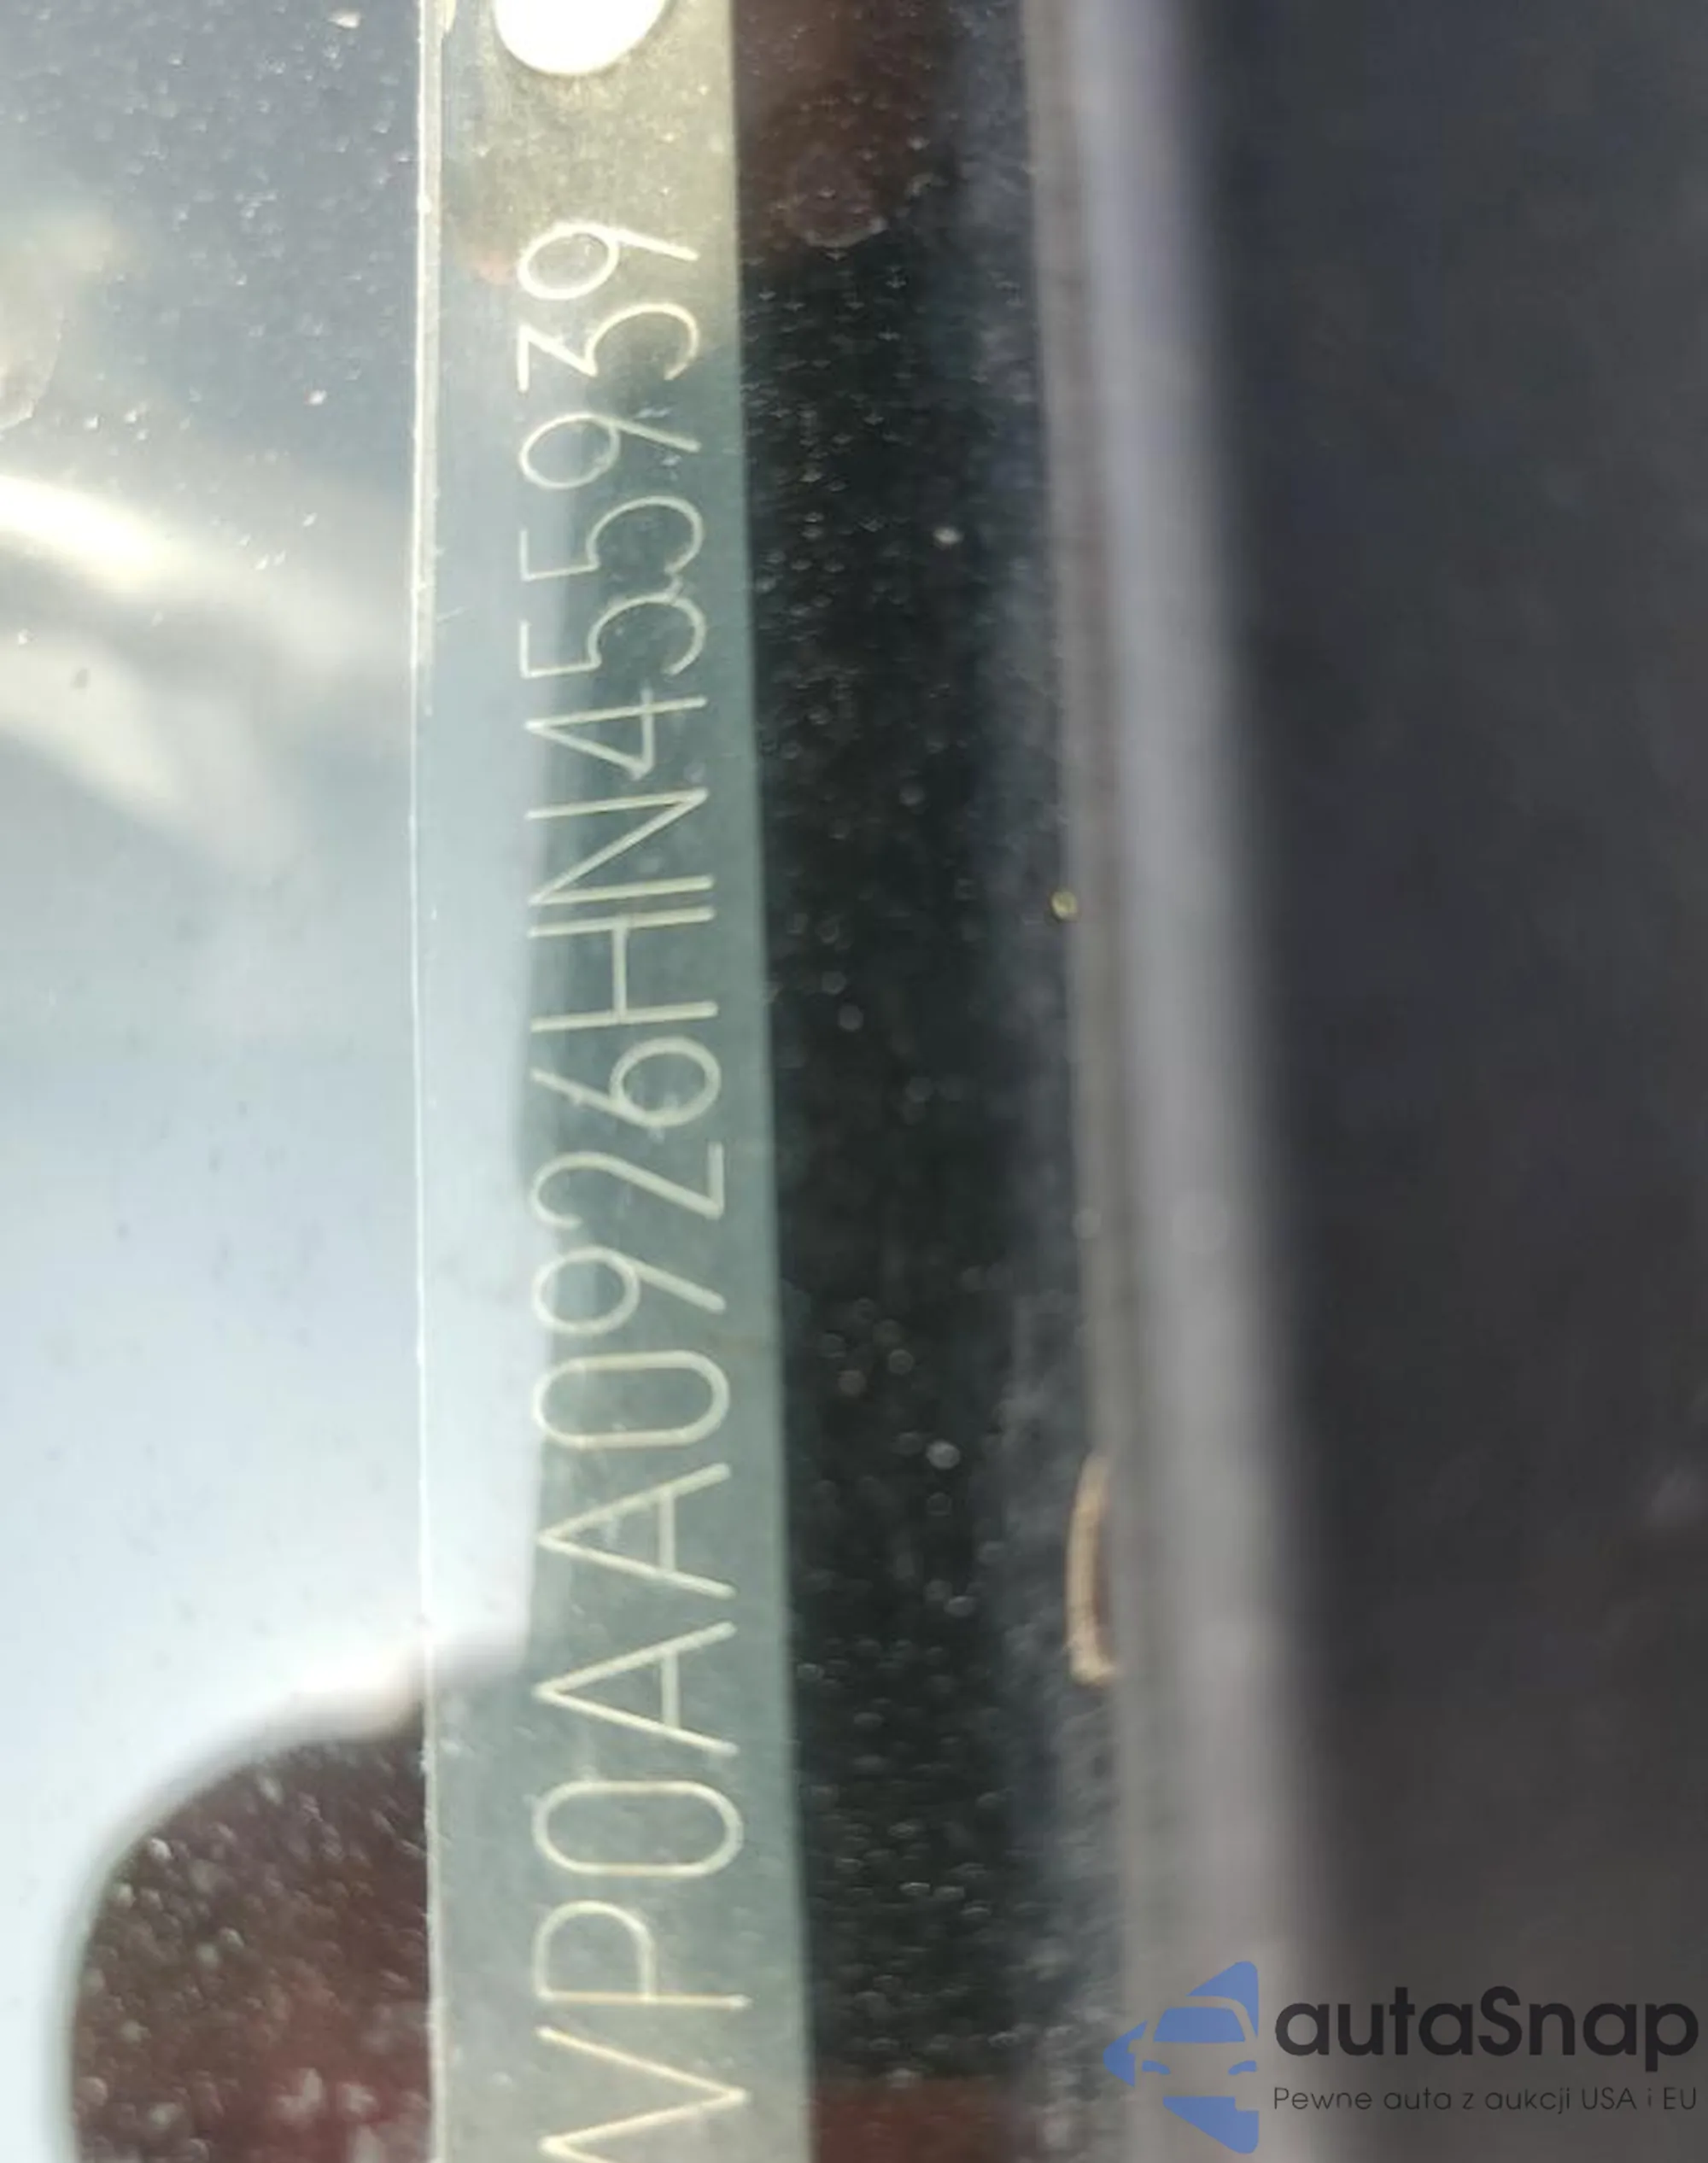 WP0AA0926HN455939
autaSnap
Pewne auta z aukcji USA i EU